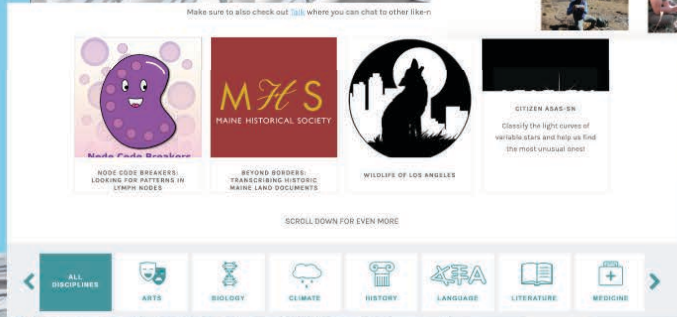 Make sure to also check out Talk where you can chat to other like-n
Node Code Breakers
NODE CODE BREAKERS:
LOOKING FOR PATTERNS IN
LYMPH NODES
MHS
MAINE HISTORICAL SOCIETY
BEYOND BORDERS:
TRANSCRIBING HISTORIC
MAINE LAND DOCUMENTS
WILDLIFE OF LOS ANGELES
CITIZEN ASAS-SN
Classify the light curves of
variable stars and help us find
the most unusual ones!
SCROLL DOWN FOR EVEN MORE
ALL
DISCIPLINES
ARTS
BIOLOGY
CLIMATE
HISTORY
LANGUAGE
LITERATURE
MEDICINE